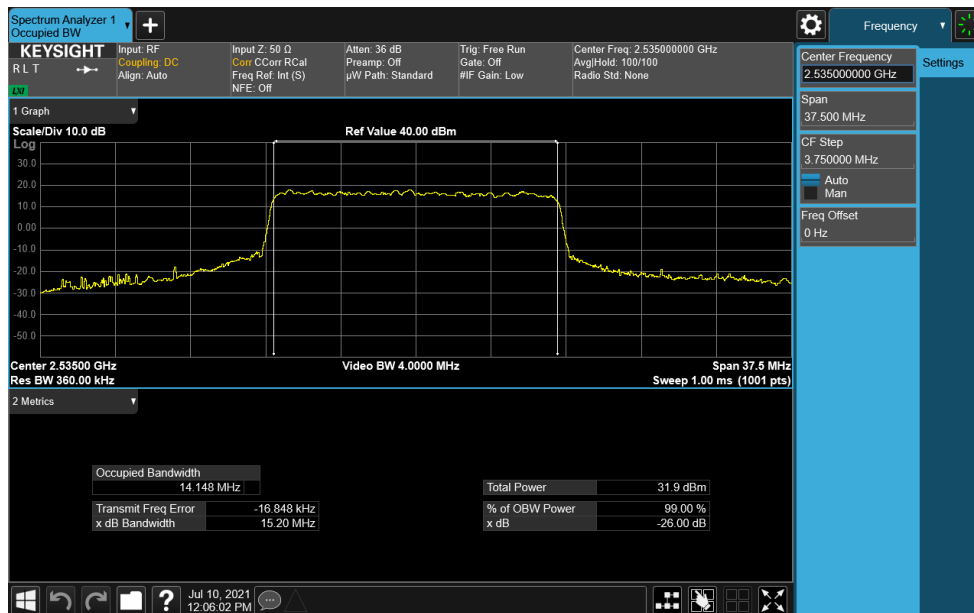 Spectrum Analyzer 1
Occupied BW
Frequency
KEYSIGHT
R L T
LXI
Input: RF
Coupling: DC
Align: Auto
Input Z: 50 Ω
Corr CCorr RCal
Freq Ref: Int (S)
NFE: Off
Atten: 36 dB
Preamp: Off
µW Path: Standard
Trig: Free Run
Gate: Off
#IF Gain: Low
Center Freq: 2.535000000 GHz
Avg|Hold: 100/100
Radio Std: None
Center Frequency
2.535000000 GHz
Settings
Span
37.500 MHz
CF Step
3.750000 MHz
Auto
Man
Freq Offset
0 Hz
1 Graph
Scale/Div 10.0 dB
Ref Value 40.00 dBm
Log
30.0
20.0
10.0
0.00
-10.0
-20.0
-30.0
-40.0
-50.0
Center 2.53500 GHz
Video BW 4.0000 MHz
Span 37.5 MHz
Res BW 360.00 kHz
Sweep 1.00 ms (1001 pts)
2 Metrics
Occupied Bandwidth
14.148 MHz
Total Power 31.9 dBm
Transmit Freq Error -16.848 kHz
% of OBW Power 99.00 %
x dB Bandwidth 15.20 MHz
x dB -26.00 dB
Jul 10, 2021
12:06:02 PM